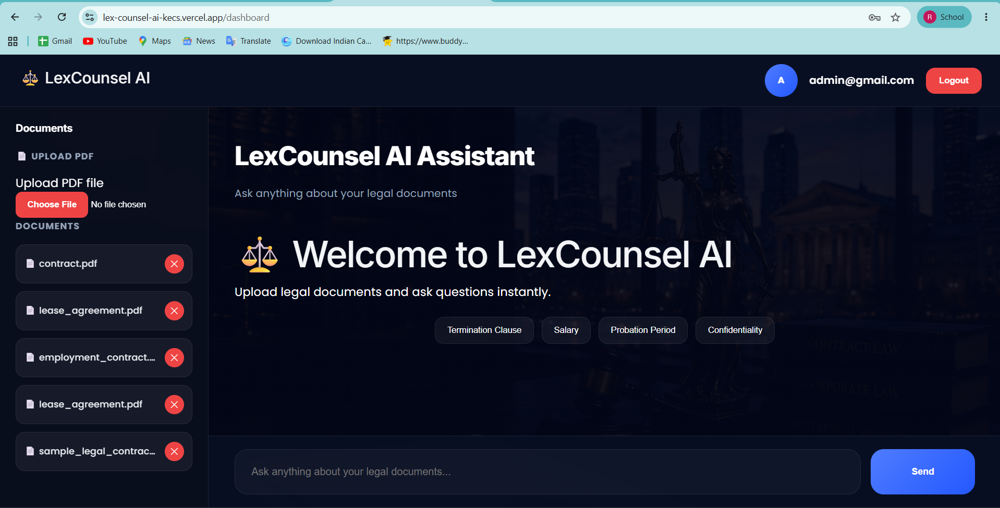 lex-counsel-ai-kecs.vercel.app/dashboard
R School
Gmail YouTube Maps News Translate Download Indian Ca... https://www.buddy...
LexCounsel AI
A admin@gmail.com Logout
Documents
UPLOAD PDF
Upload PDF file
Choose File No file chosen
DOCUMENTS
contract.pdf
lease_agreement.pdf
employment_contract....
lease_agreement.pdf
sample_legal_contrac...
LexCounsel AI Assistant
Ask anything about your legal documents
Welcome to LexCounsel AI
Upload legal documents and ask questions instantly.
Termination Clause Salary Probation Period Confidentiality
CONTRACT LAW
CORPORATE LAW
Ask anything about your legal documents...
Send